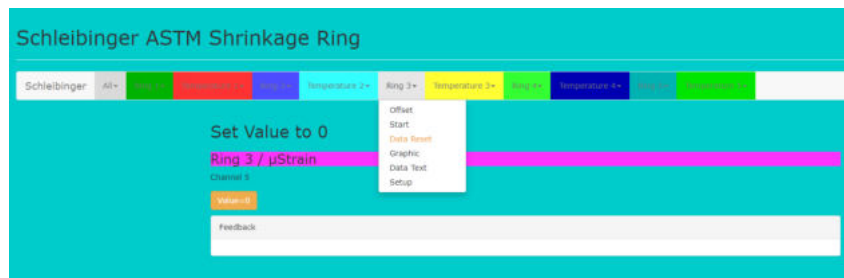 Schleibinger ASTM Shrinkage Ring
Schleibinger All Temperature 2 Ring 3 Temperature 3 Ring 4 Temperature 4
Offset
Start
Set Value to 0
Data Reset
Ring 3 / µStrain
Graphic
Channel 5
Data Text
Setup
Value=0
Feedback